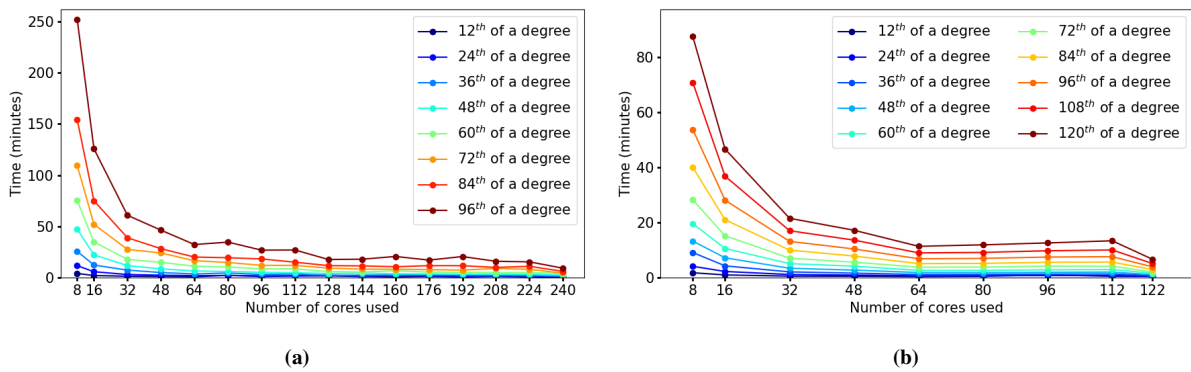 250
200
150
100
50
0
Time (minutes)
12th of a degree
24th of a degree
36th of a degree
48th of a degree
60th of a degree
72th of a degree
84th of a degree
96th of a degree
8 16 32 48 64 80 96 112 128 144 160 176 192 208 224 240
Number of cores used
(a)
80
60
40
20
0
Time (minutes)
12th of a degree
24th of a degree
36th of a degree
48th of a degree
60th of a degree
72th of a degree
84th of a degree
96th of a degree
108th of a degree
120th of a degree
8 16 32 48 64 80 96 112 122
Number of cores used
(b)